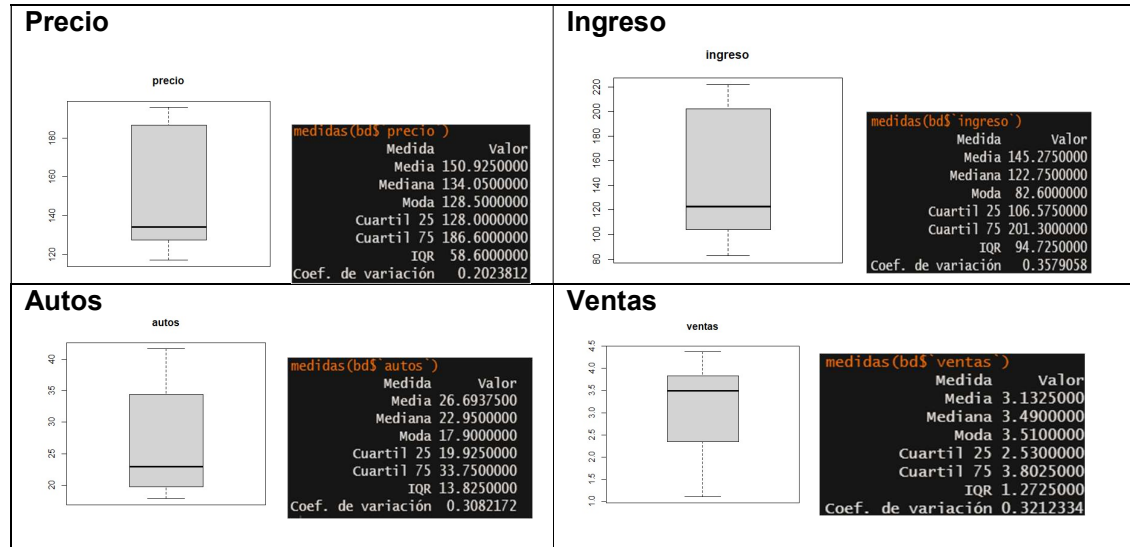 Precio
precio
120 140 160 180
medidas(bd$`precio`)
Medida Valor
Media 150.9250000
Mediana 134.0500000
Moda 128.5000000
Cuartil 25 128.0000000
Cuartil 75 186.6000000
IQR 58.6000000
Coef. de variación 0.2023812
Ingreso
ingreso
80 100 120 140 160 180 200 220
medidas(bd$`ingreso`)
Medida Valor
Media 145.2750000
Mediana 122.7500000
Moda 82.6000000
Cuartil 25 106.5750000
Cuartil 75 201.3000000
IQR 94.7250000
Coef. de variación 0.3579058
Autos
autos
20 25 30 35 40
medidas(bd$`autos`)
Medida Valor
Media 26.6937500
Mediana 22.9500000
Moda 17.9000000
Cuartil 25 19.9250000
Cuartil 75 33.7500000
IQR 13.8250000
Coef. de variación 0.3082172
Ventas
ventas
1.0 1.5 2.0 2.5 3.0 3.5 4.0 4.5
medidas(bd$`ventas`)
Medida Valor
Media 3.1325000
Mediana 3.4900000
Moda 3.5100000
Cuartil 25 2.5300000
Cuartil 75 3.8025000
IQR 1.2725000
Coef. de variación 0.3212334